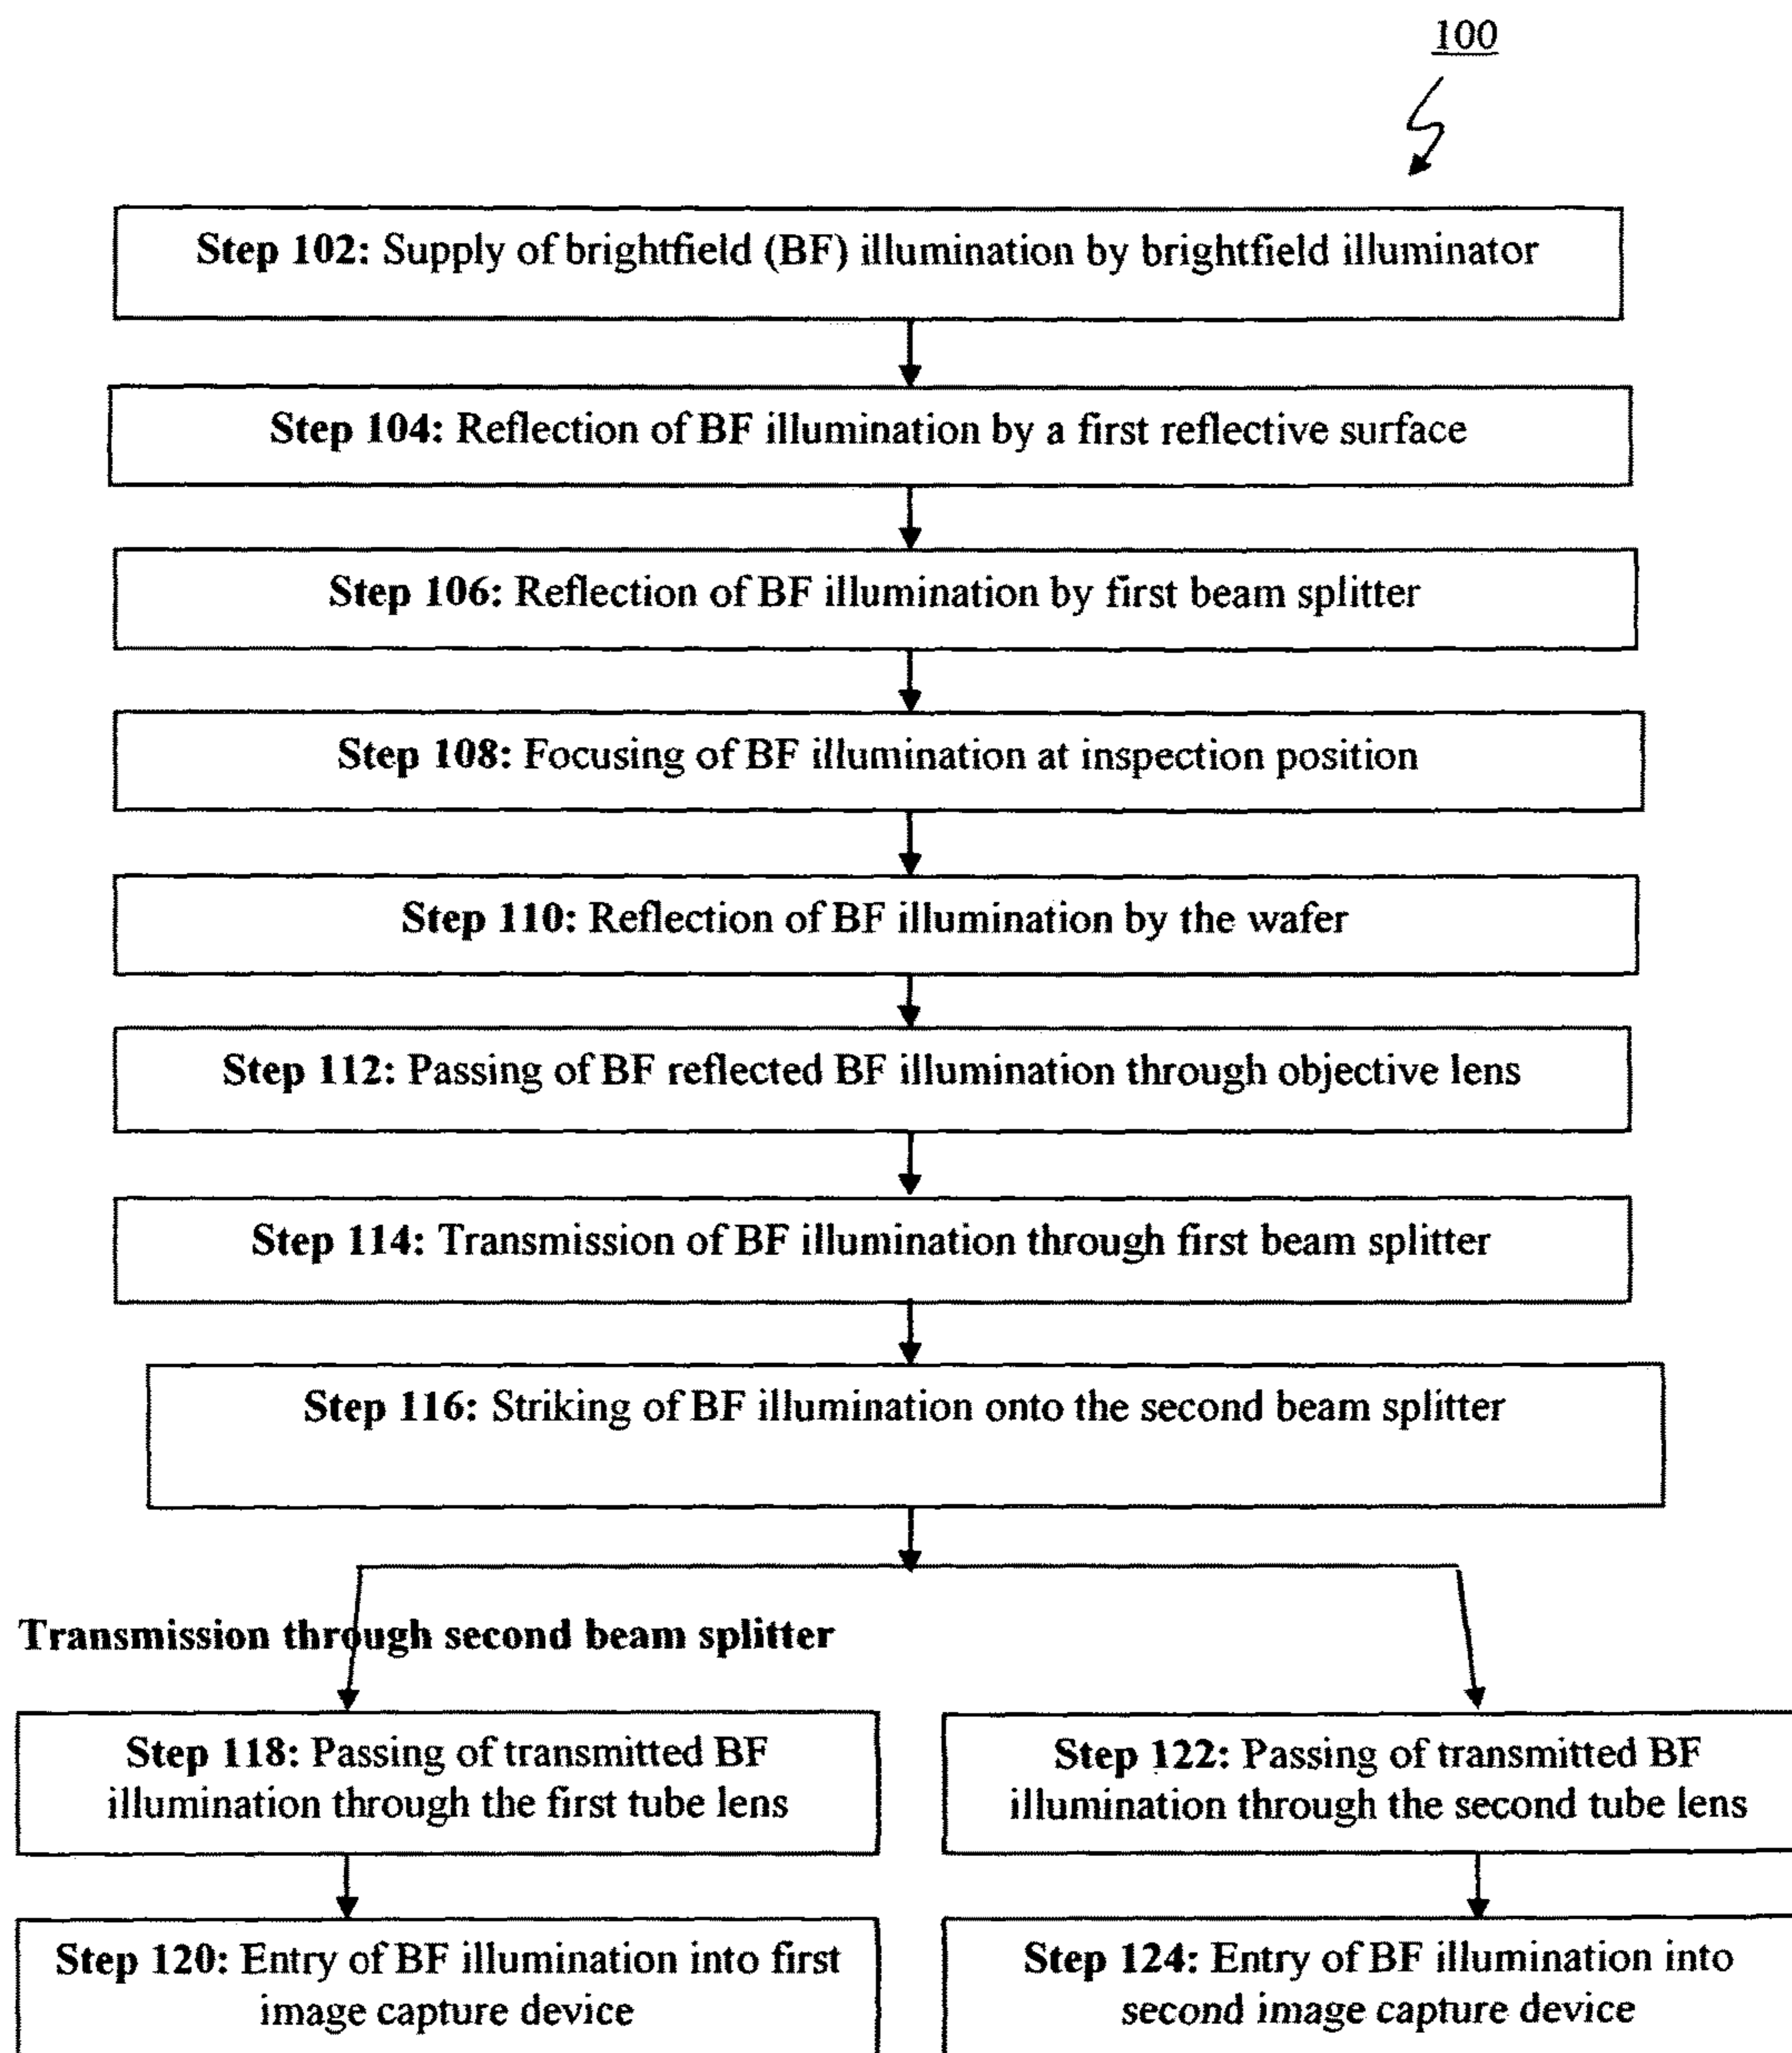 100
Step 102: Supply of brightfield (BF) illumination by brightfield illuminator
Step 104: Reflection of BF illumination by a first reflective surface
Step 106: Reflection of BF illumination by first beam splitter
Step 108: Focusing of BF illumination at inspection position
Step 110: Reflection of BF illumination by the wafer
Step 112: Passing of BF reflected BF illumination through objective lens
Step 114: Transmission of BF illumination through first beam splitter
Step 116: Striking of BF illumination onto the second beam splitter
Transmission through second beam splitter
Step 118: Passing of transmitted BF
illumination through the first tube lens
Step 122: Passing of transmitted BF
illumination through the second tube lens
Step 120: Entry of BF illumination into first
image capture device
Step 124: Entry of BF illumination into
second image capture device